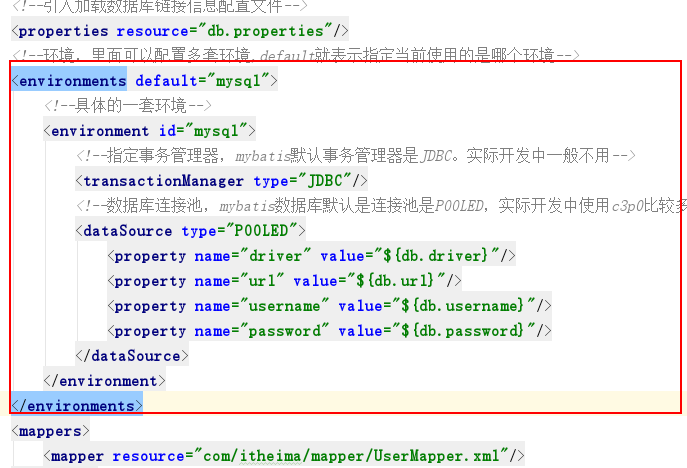 <!--引入加载数据库链接信息配置文件-->
<properties resource="db.properties"/>
<!--环境，里面可以配置多套环境,default就表示指定当前使用的是哪个环境-->
<environments default="mysql">
<!--具体的一套环境-->
<environment id="mysql">
<!--指定事务管理器，mybatis默认事务管理器是JDBC。实际开发中一般不用-->
<transactionManager type="JDBC"/>
<!--数据库连接池，mybatis数据库默认是连接池是POOLED，实际开发中使用c3p0比较多
<dataSource type="POOLED">
<property name="driver" value="${db.driver}"/>
<property name="url" value="${db.url}"/>
<property name="username" value="${db.username}"/>
<property name="password" value="${db.password}"/>
</dataSource>
</environment>
</environments>
<mappers>
<mapper resource="com/itheima/mapper/UserMapper.xml"/>